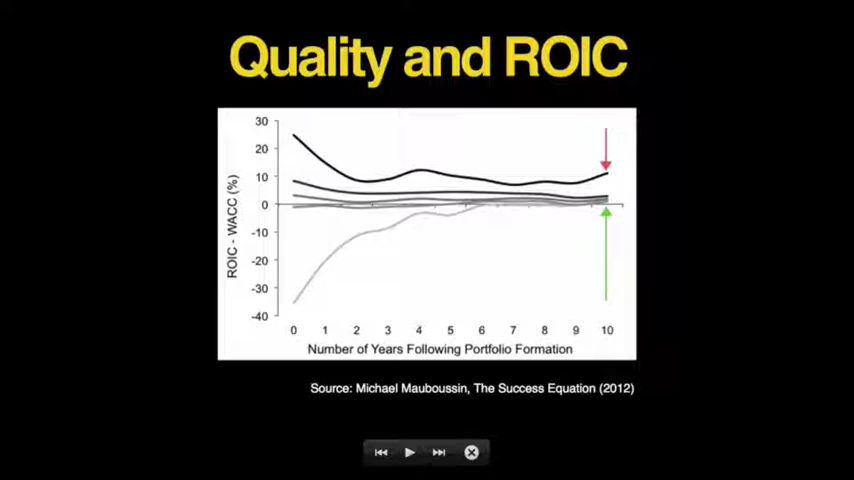 Quality and ROIC
30
20
10
0
-10
-20
-30
-40
ROIC - WACC (%)
0 1 2 3 4 5 6 7 8 9 10
Number of Years Following Portfolio Formation
Source: Michael Mauboussin, The Success Equation (2012)